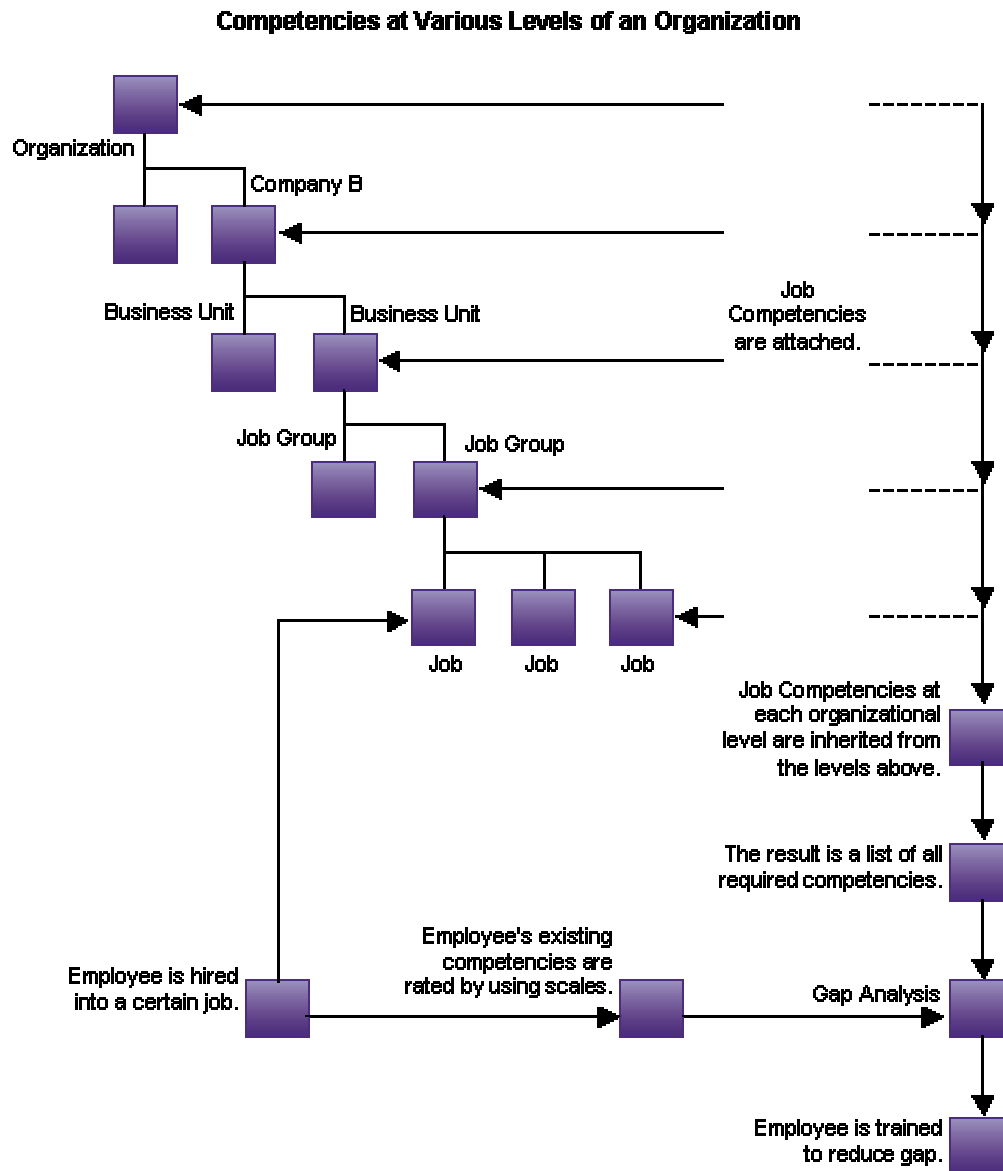 Competencies at Various Levels of an Organization
Organization
Company B
Business Unit
Business Unit
Job
Competencies
are attached.
Job Group
Job Group
Job
Job
Job
Job Competencies at
each organizational
level are inherited from
the levels above.
The result is a list of all
required competencies.
Employee's existing
competencies are
rated by using scales.
Employee is hired
into a certain job.
Gap Analysis
Employee is trained
to reduce gap.